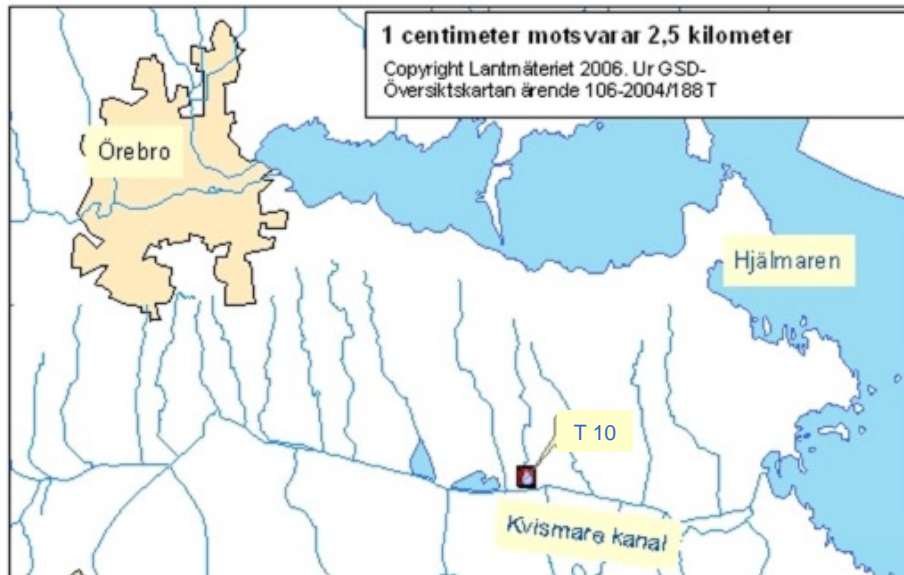 1 centimeter motsvarar 2,5 kilometer
Copyright Lantmäteriet 2006. Ur GSD-
Översiktskartan ärende 106-2004/188 T
Örebro
Hjälmaren
T 10
Kvismare kanal